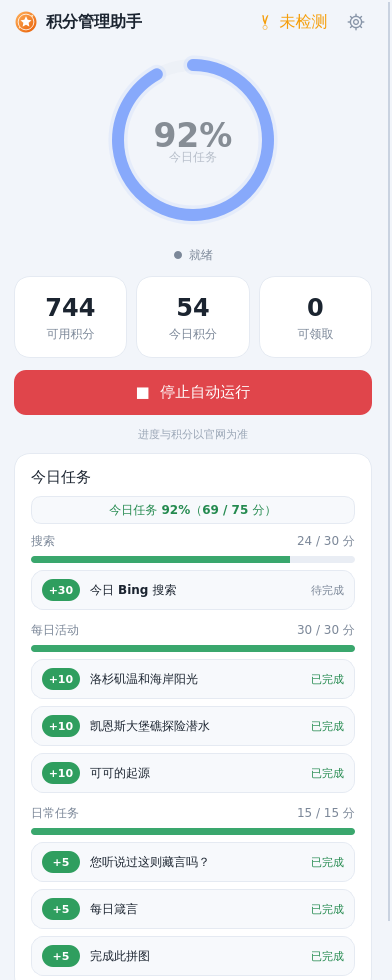 积分管理助手
未检测
92%
今日任务
就绪
744 54 0
可用积分 今日积分 可领取
停止自动运行
进度与积分以官网为准
今日任务
今日任务 92%（69 / 75 分）
搜索 24 / 30 分
+30 今日 Bing 搜索 待完成
每日活动 30 / 30 分
+10 洛杉矶温和海岸阳光 已完成
+10 凯恩斯大堡礁探险潜水 已完成
+10 可可的起源 已完成
日常任务 15 / 15 分
+5 您听说过这则藏言吗？ 已完成
+5 每日箴言 已完成
+5 完成此拼图 已完成